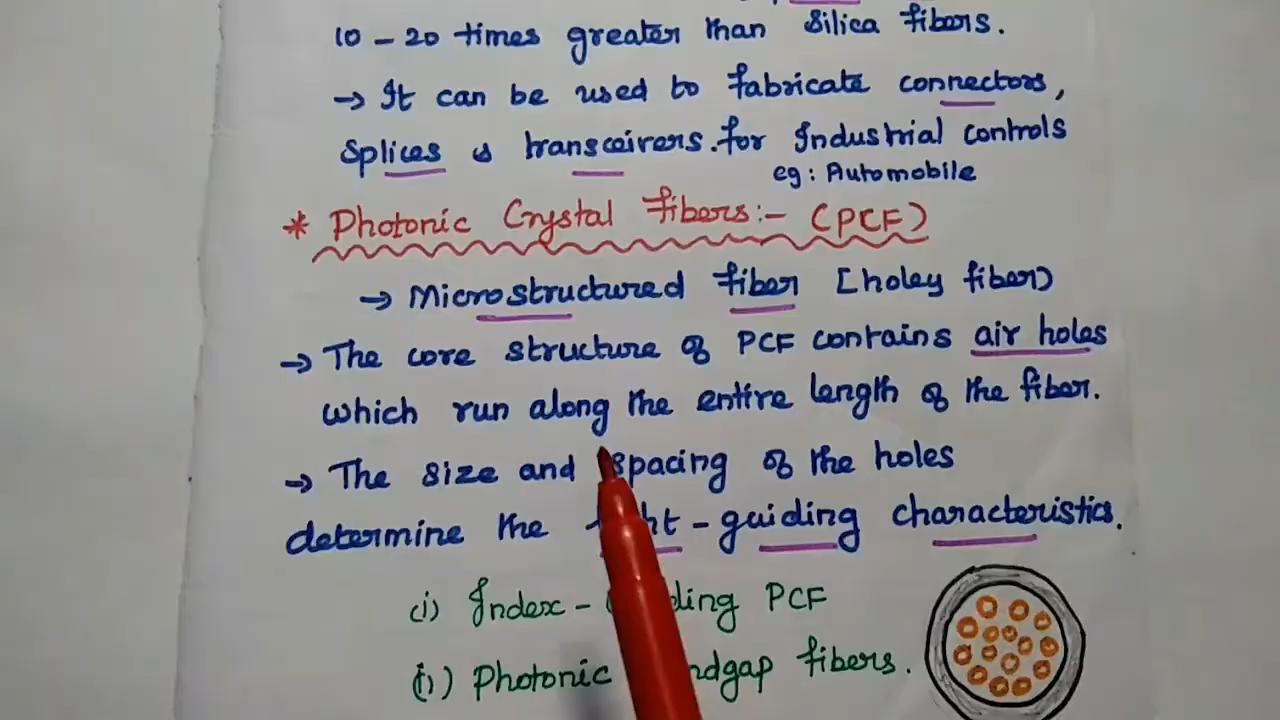 10 - 20 times greater than Silica fibers.
→ It can be used to fabricate connectors,
Splices & transceivers. for Industrial controls
eg: Automobile
* Photonic Crystal fibers:- (PCF)
→ Microstructured fiber [holey fiber)
→ The core structure of PCF contains air holes
which run along the entire length of the fiber.
→ The size and spacing of the holes
determine the - guiding characteristics.
(i) Index - PCF
Photonic fibers.